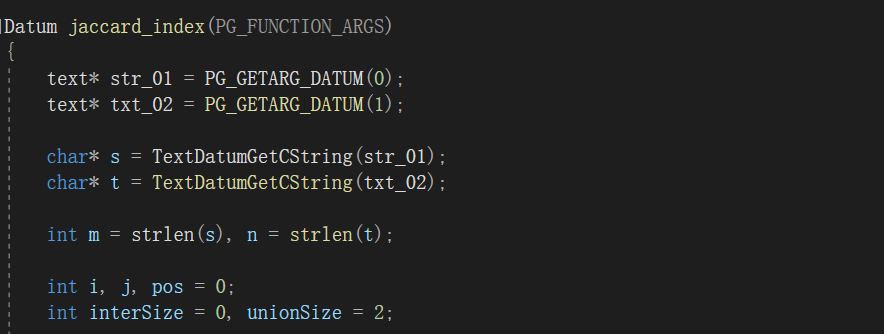 Datum jaccard_index(PG_FUNCTION_ARGS)
{
text* str_01 = PG_GETARG_DATUM(0);
text* txt_02 = PG_GETARG_DATUM(1);
char* s = TextDatumGetCString(str_01);
char* t = TextDatumGetCString(txt_02);
int m = strlen(s), n = strlen(t);
int i, j, pos = 0;
int interSize = 0, unionSize = 2;